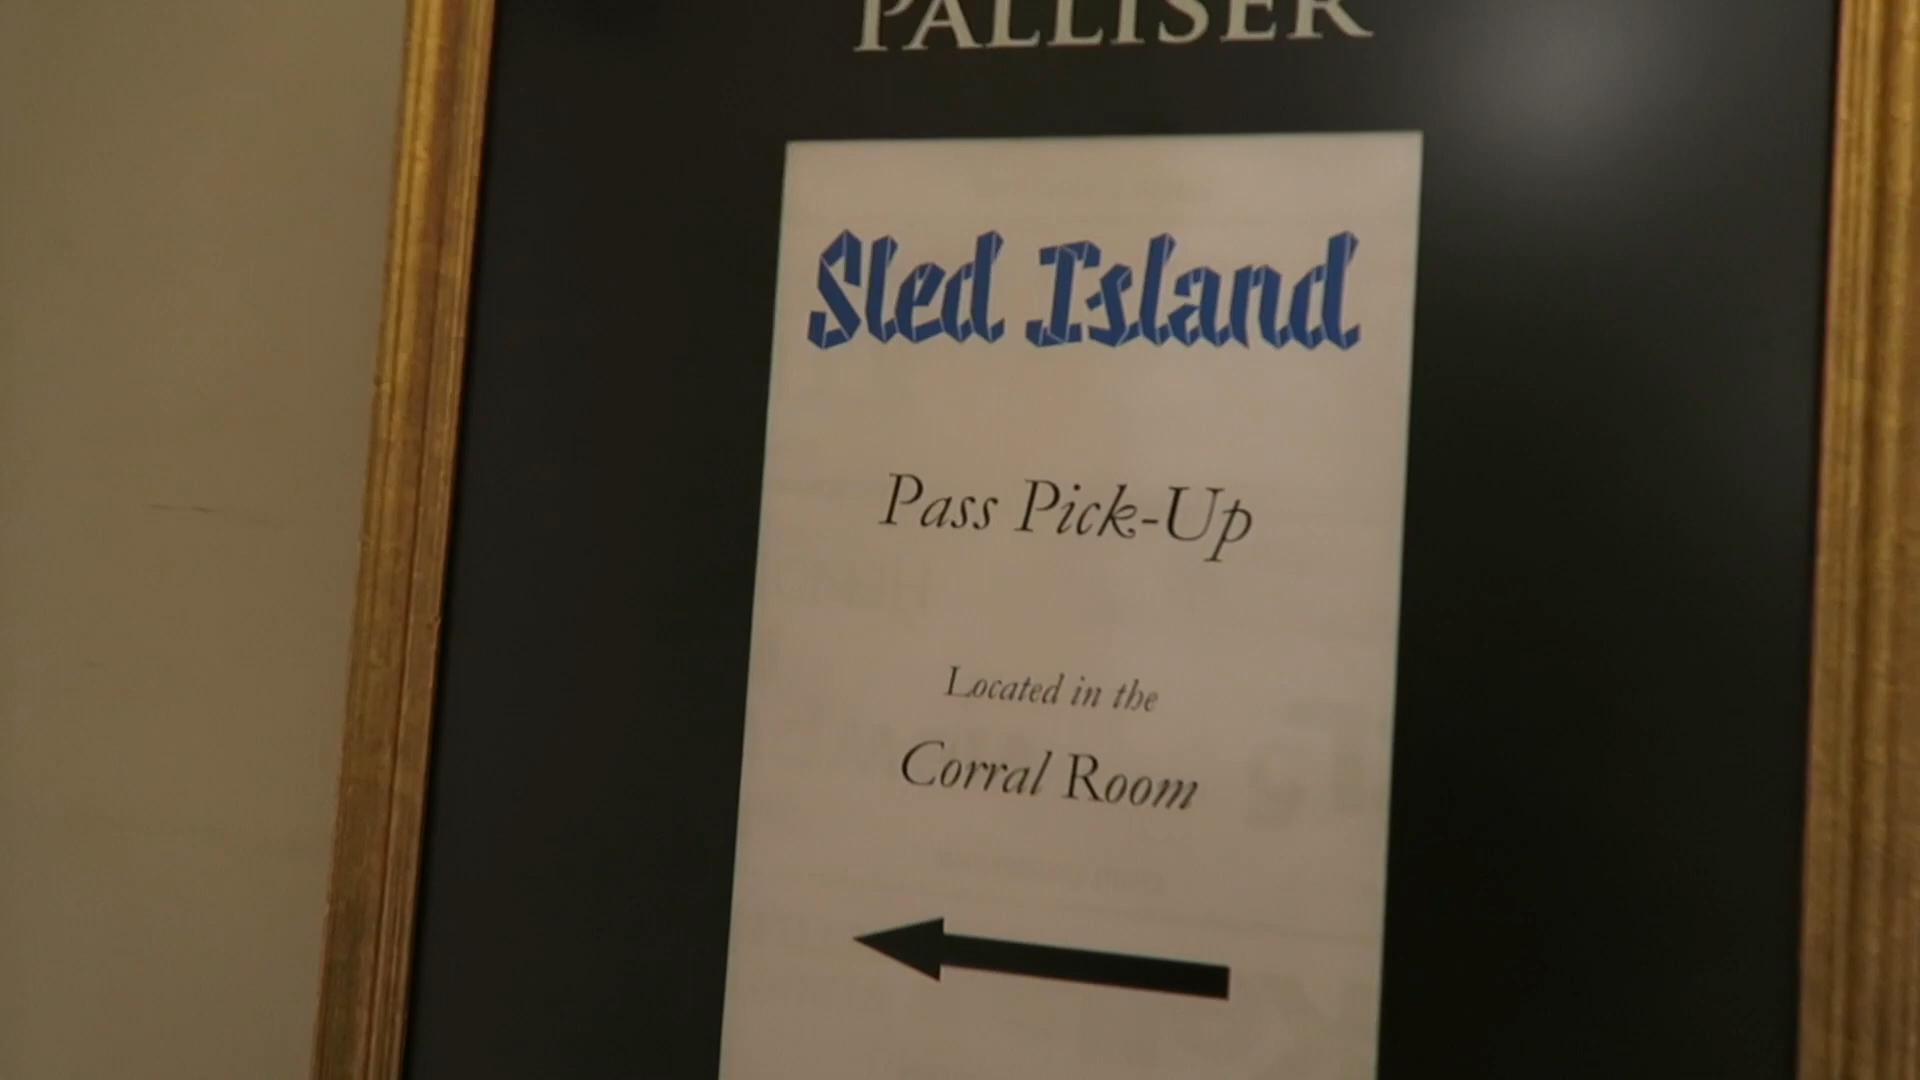 PALLISER
Sled Island
Pass Pick-Up
Located in the
Corral Room